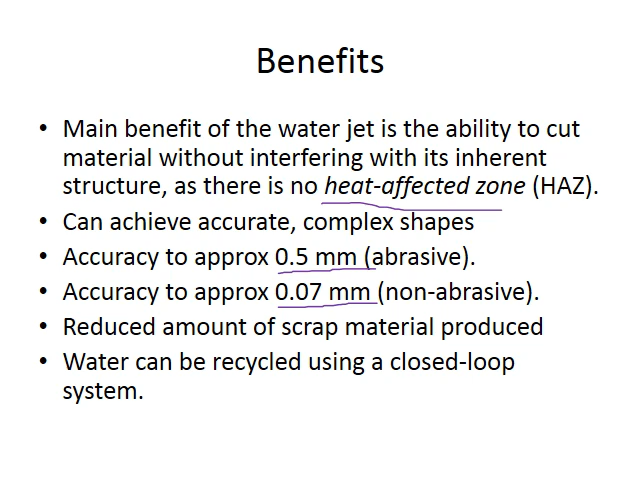 Benefits
• Main benefit of the water jet is the ability to cut
material without interfering with its inherent
structure, as there is no heat-affected zone (HAZ).
• Can achieve accurate, complex shapes
• Accuracy to approx 0.5 mm (abrasive).
• Accuracy to approx 0.07 mm (non-abrasive).
• Reduced amount of scrap material produced
• Water can be recycled using a closed-loop
system.